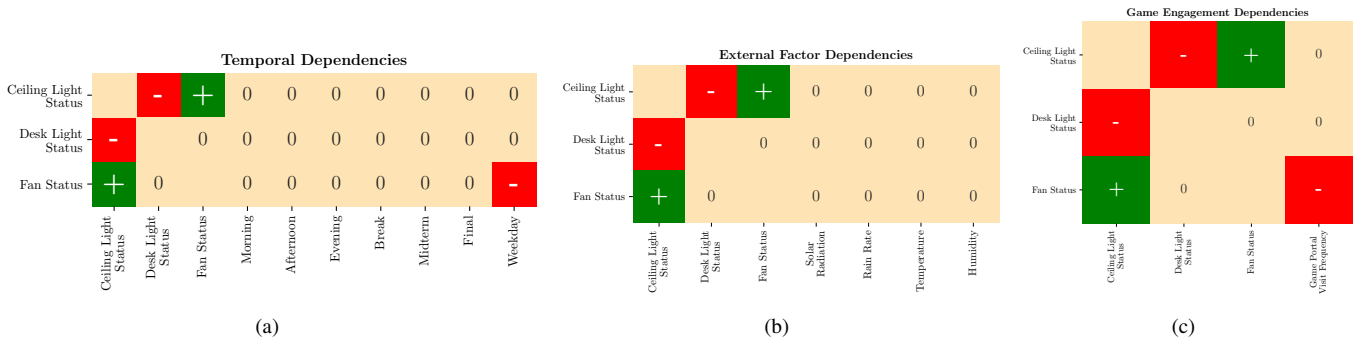 Temporal Dependencies
Ceiling Light
Status
- + 0 0 0 0 0 0 0
Desk Light
Status
- 0 0 0 0 0 0 0 0
Fan Status
+ 0 0 0 0 0 0 0 -
Ceiling Light
Status
Desk Light
Status
Fan Status
Morning
Afternoon
Evening
Break
Midterm
Final
Weekday
(a)
External Factor Dependencies
Ceiling Light
Status
- + 0 0 0 0
Desk Light
Status
- 0 0 0 0 0
Fan Status
+ 0 0 0 0 0
Ceiling Light
Status
Desk Light
Status
Fan Status
Solar
Radiation
Rain Rate
Temperature
Humidity
(b)
Game Engagement Dependencies
Ceiling Light
Status
- + 0
Desk Light
Status
- 0 0
Fan Status
+ 0 -
Ceiling Light
Status
Desk Light
Status
Fan Status
Game Portal
Visit Frequency
(c)